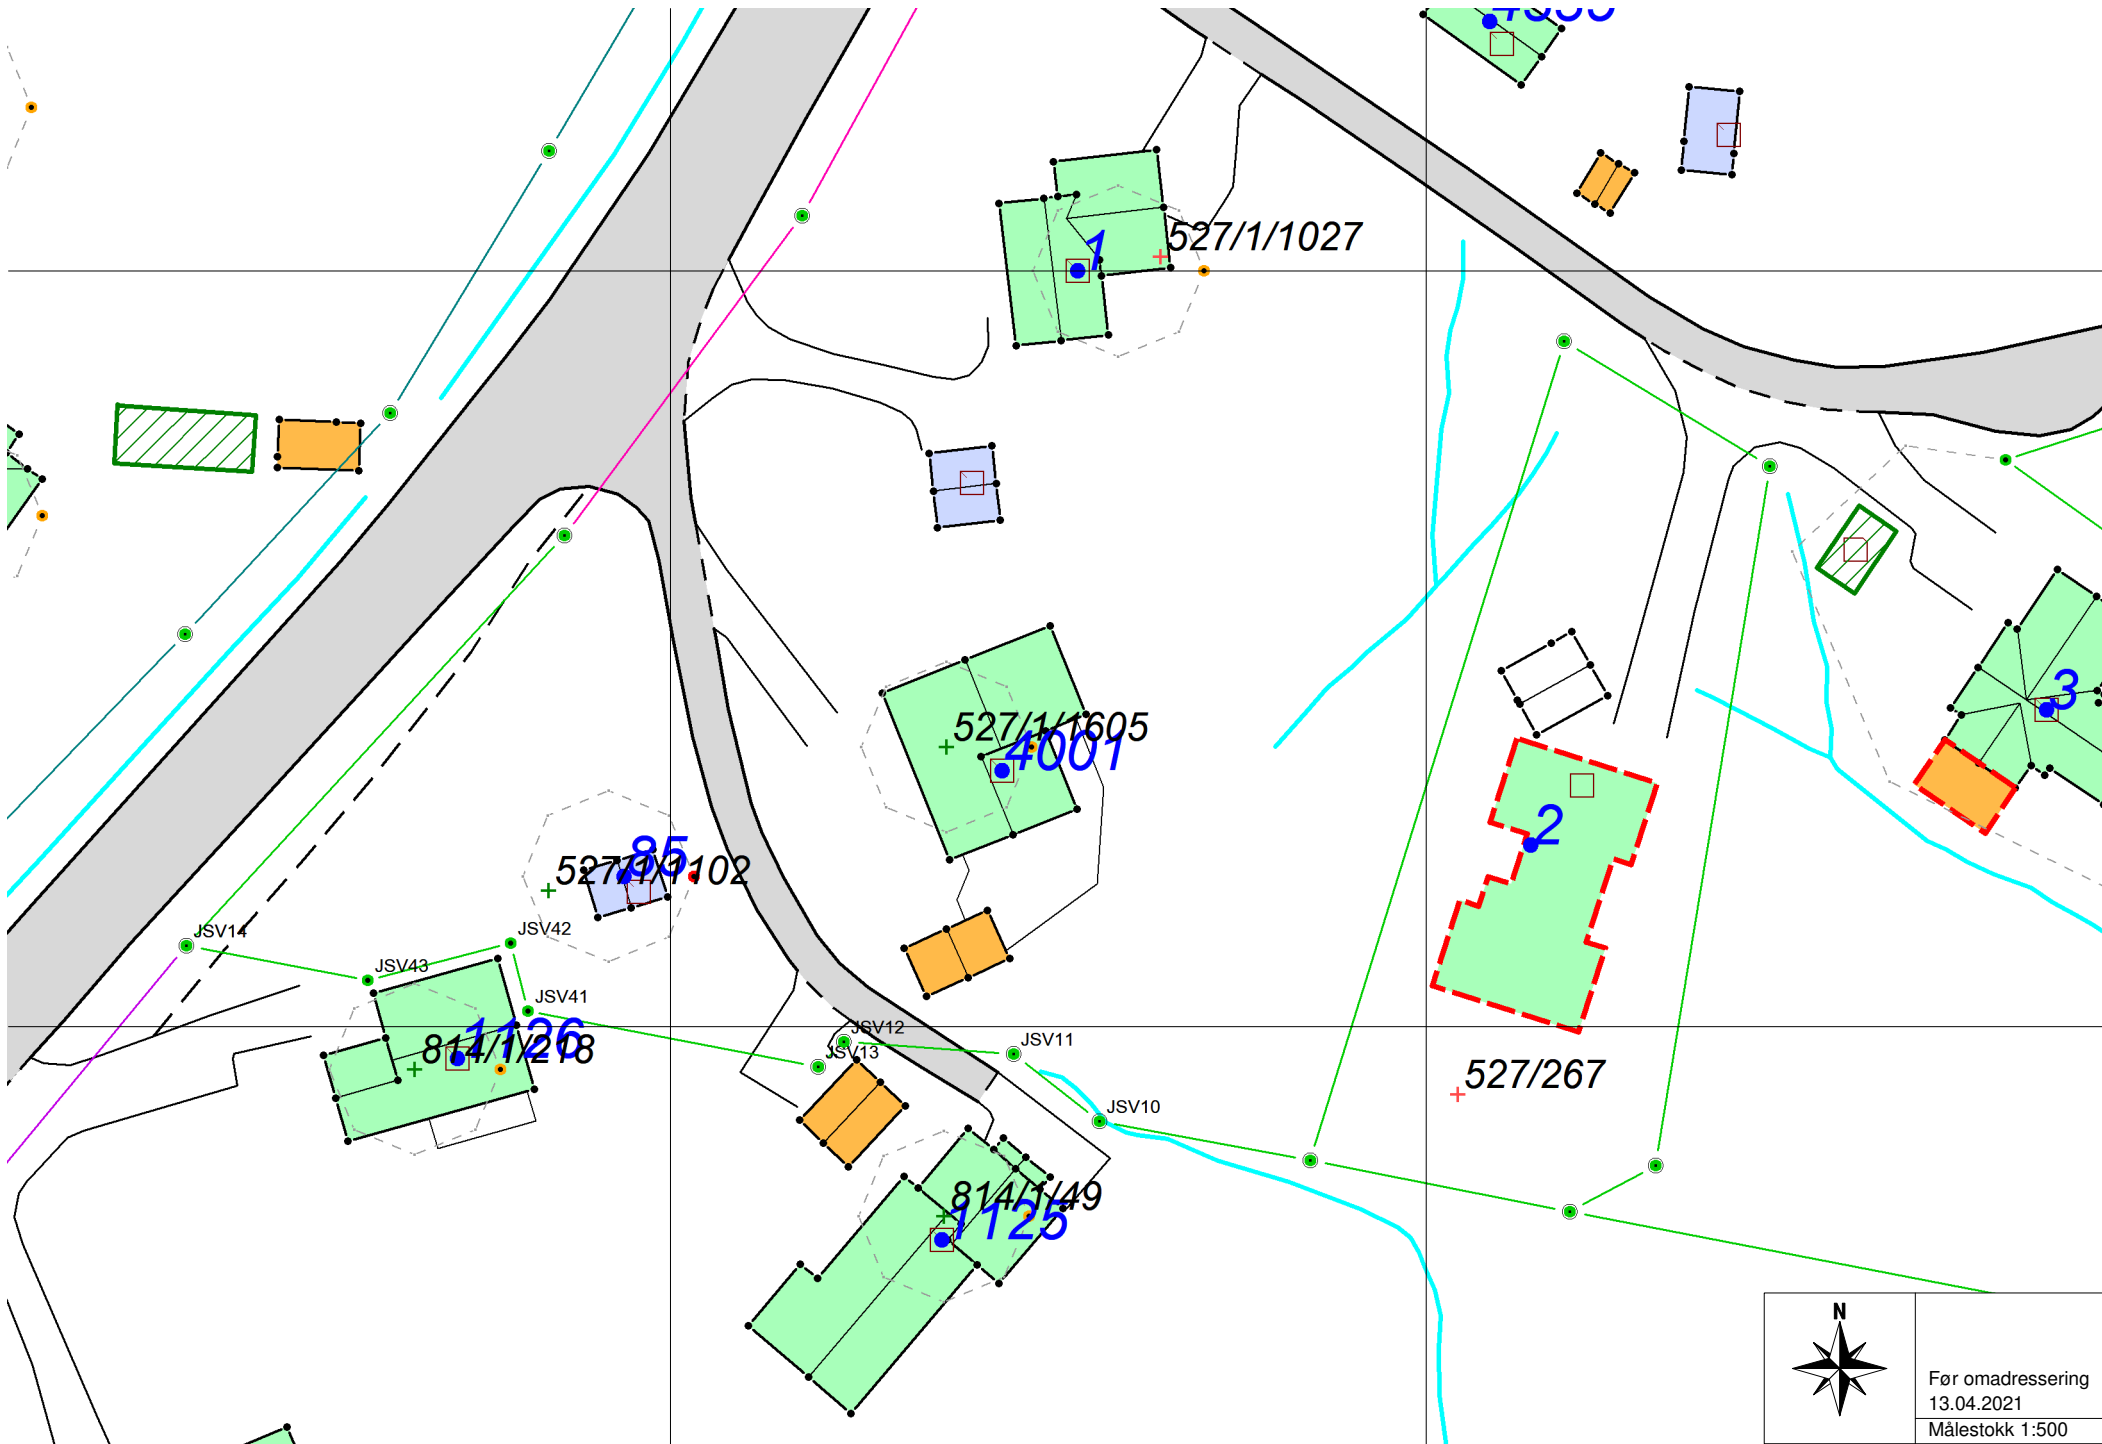 527/1/1027
1
527/1/1605
4001
3
2
85
527/1/1102
JSV14
JSV42
JSV43
JSV41
JSV12
JSV13
JSV11
1126
814/1/218
527/267
JSV10
814/1/49
1125
N
Før omadressering
13.04.2021
Målestokk 1:500